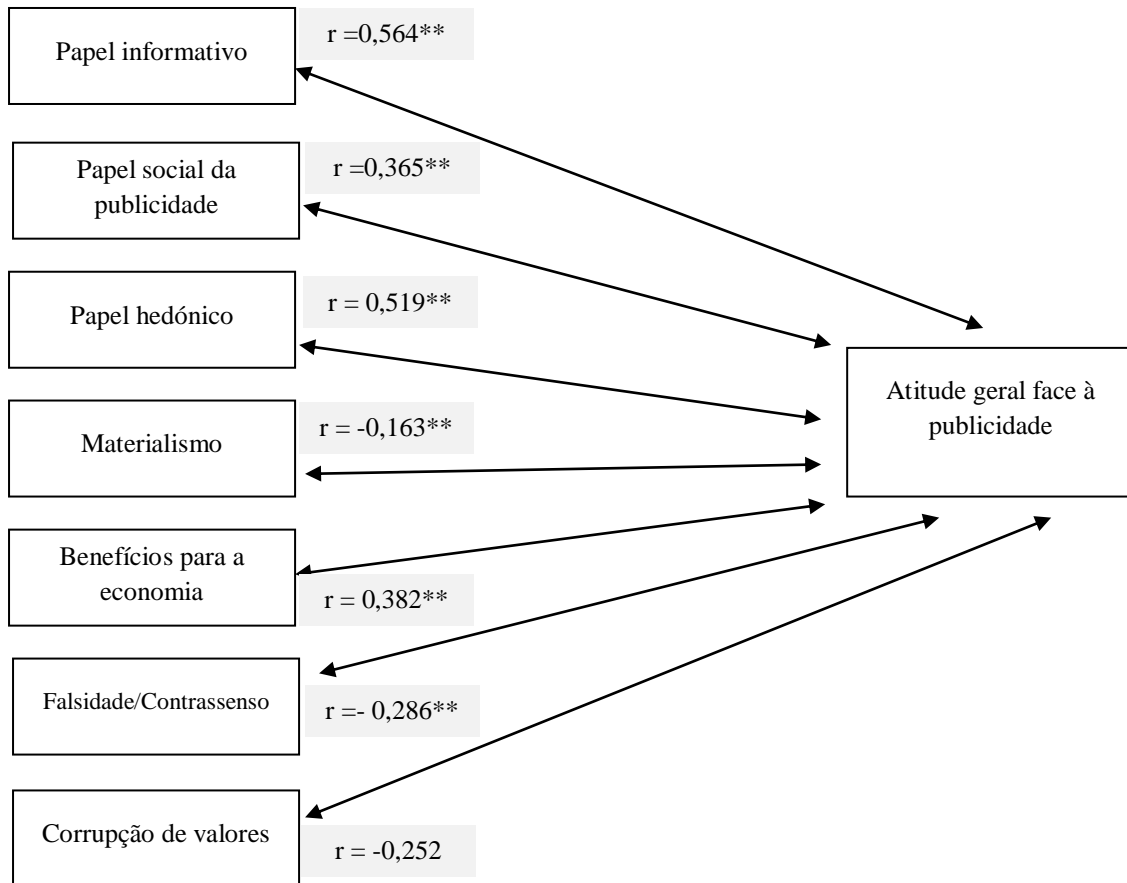 Papel informativo
r =0,564**
Papel social da
publicidade
r =0,365**
Papel hedónico
r = 0,519**
Materialismo
r = -0,163**
Benefícios para a
economia
r = 0,382**
Falsidade/Contrassenso
r =- 0,286**
Corrupção de valores
r = -0,252
Atitude geral face à
publicidade